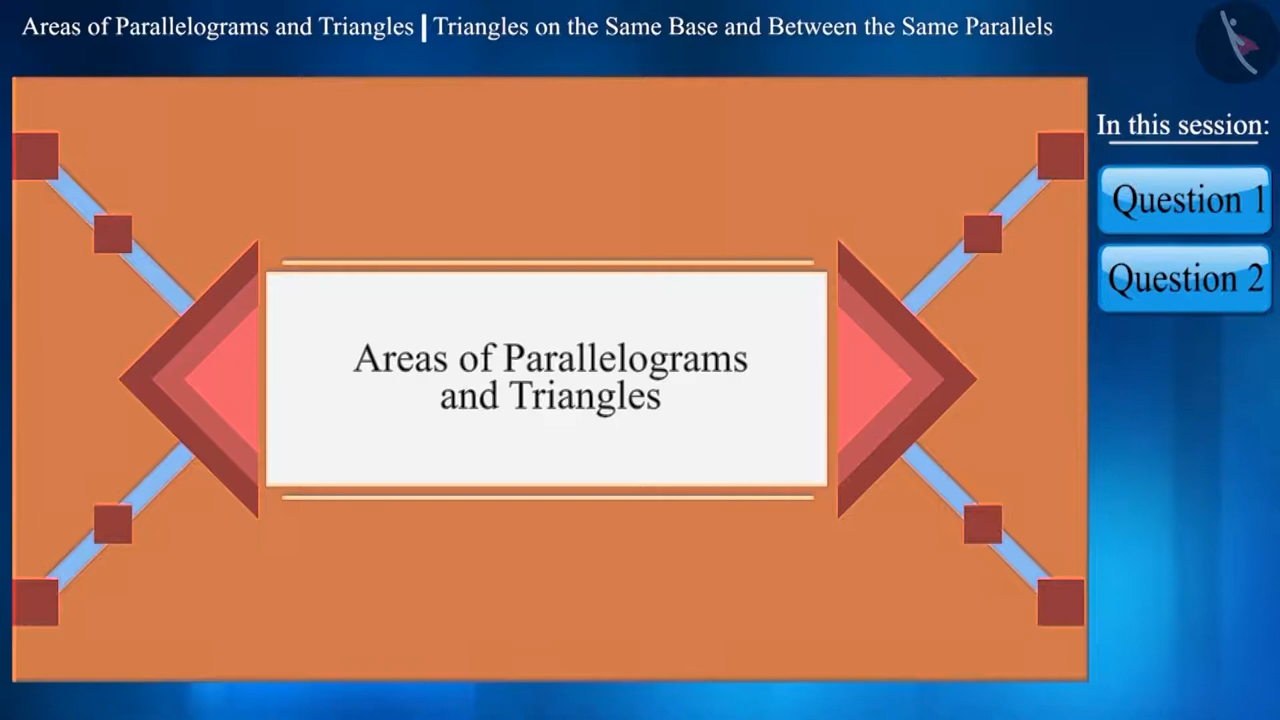 Areas of Parallelograms and Triangles | Triangles on the Same Base and Between the Same Parallels
In this session:
Question 1
Question 2
Areas of Parallelograms
and Triangles